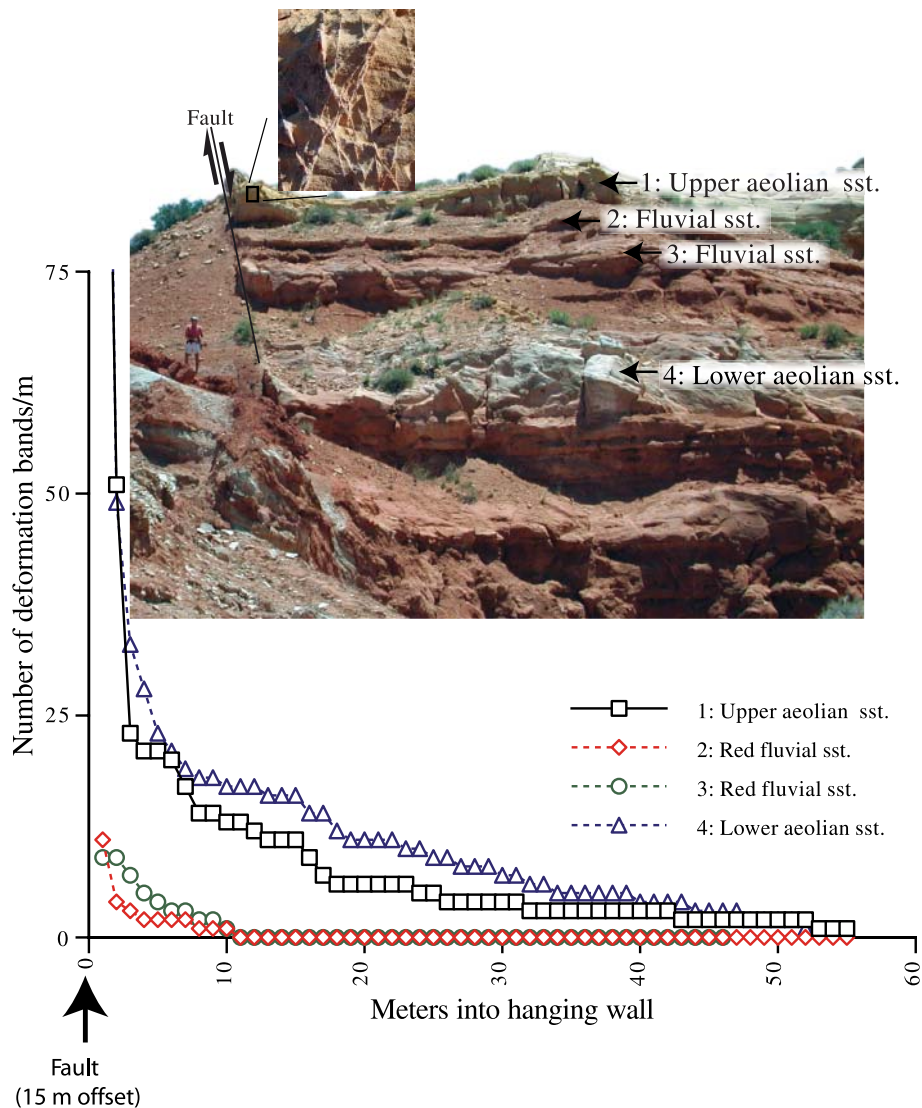 Fault
1: Upper aeolian sst.
2: Fluvial sst.
3: Fluvial sst.
4: Lower aeolian sst.
75
50
25
0
Number of deformation bands/m
1: Upper aeolian sst.
2: Red fluvial sst.
3: Red fluvial sst.
4: Lower aeolian sst.
0 10 20 30 40 50 60
Meters into hanging wall
Fault
(15 m offset)